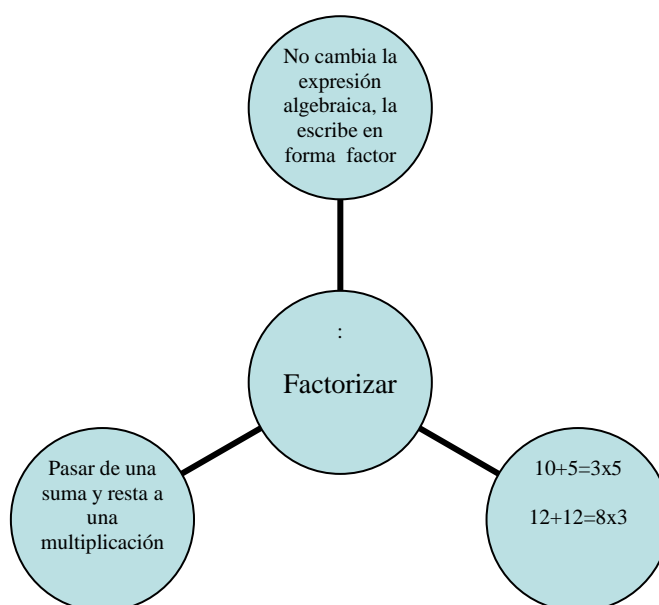 No cambia la
expresión
algebraica, la
escribe en
forma factor
:
Factorizar
Pasar de una
suma y resta a
una
multiplicación
10+5=3x5
12+12=8x3